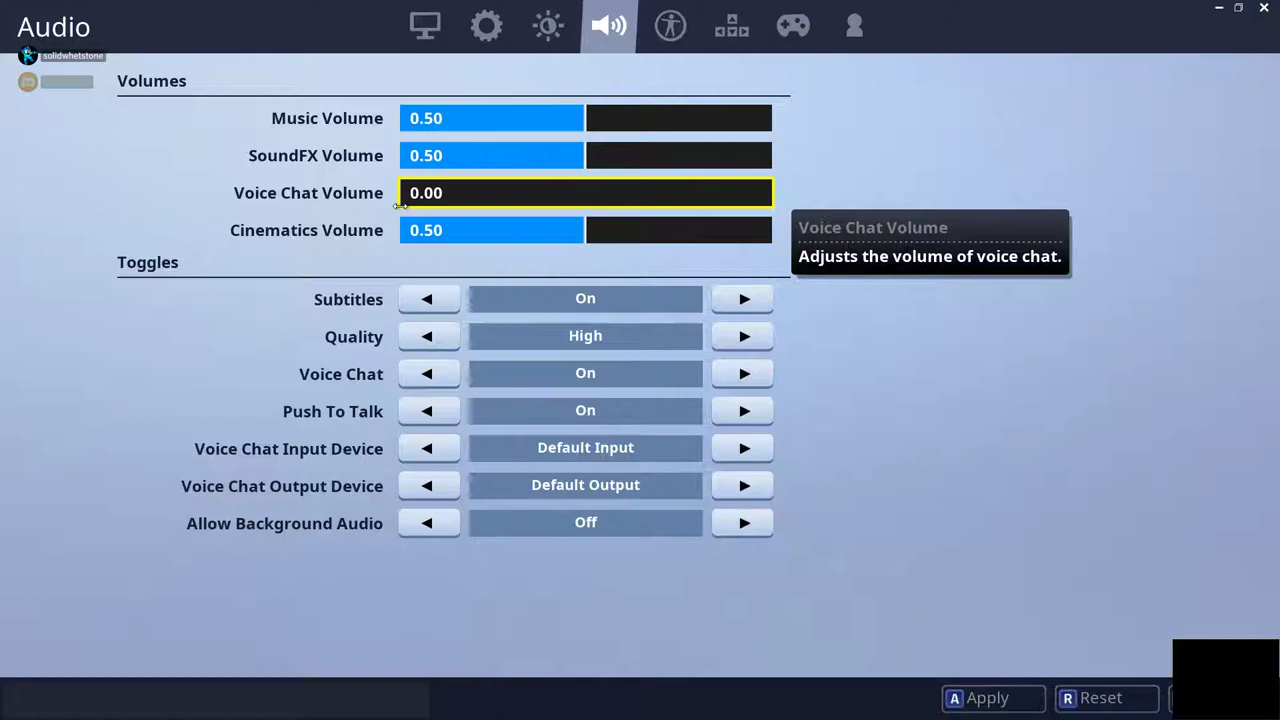 Audio
solidwhetstone
Volumes
Music Volume 0.50
SoundFX Volume 0.50
Voice Chat Volume 0.00
Cinematics Volume 0.50
Voice Chat Volume
Adjusts the volume of voice chat.
Toggles
Subtitles On
Quality High
Voice Chat On
Push To Talk On
Voice Chat Input Device Default Input
Voice Chat Output Device Default Output
Allow Background Audio Off
A Apply R Reset